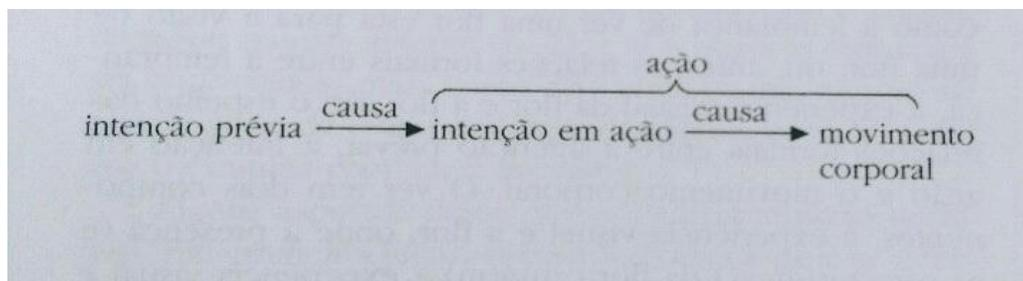 ação
intenção prévia causa intenção em ação causa movimento
corporal